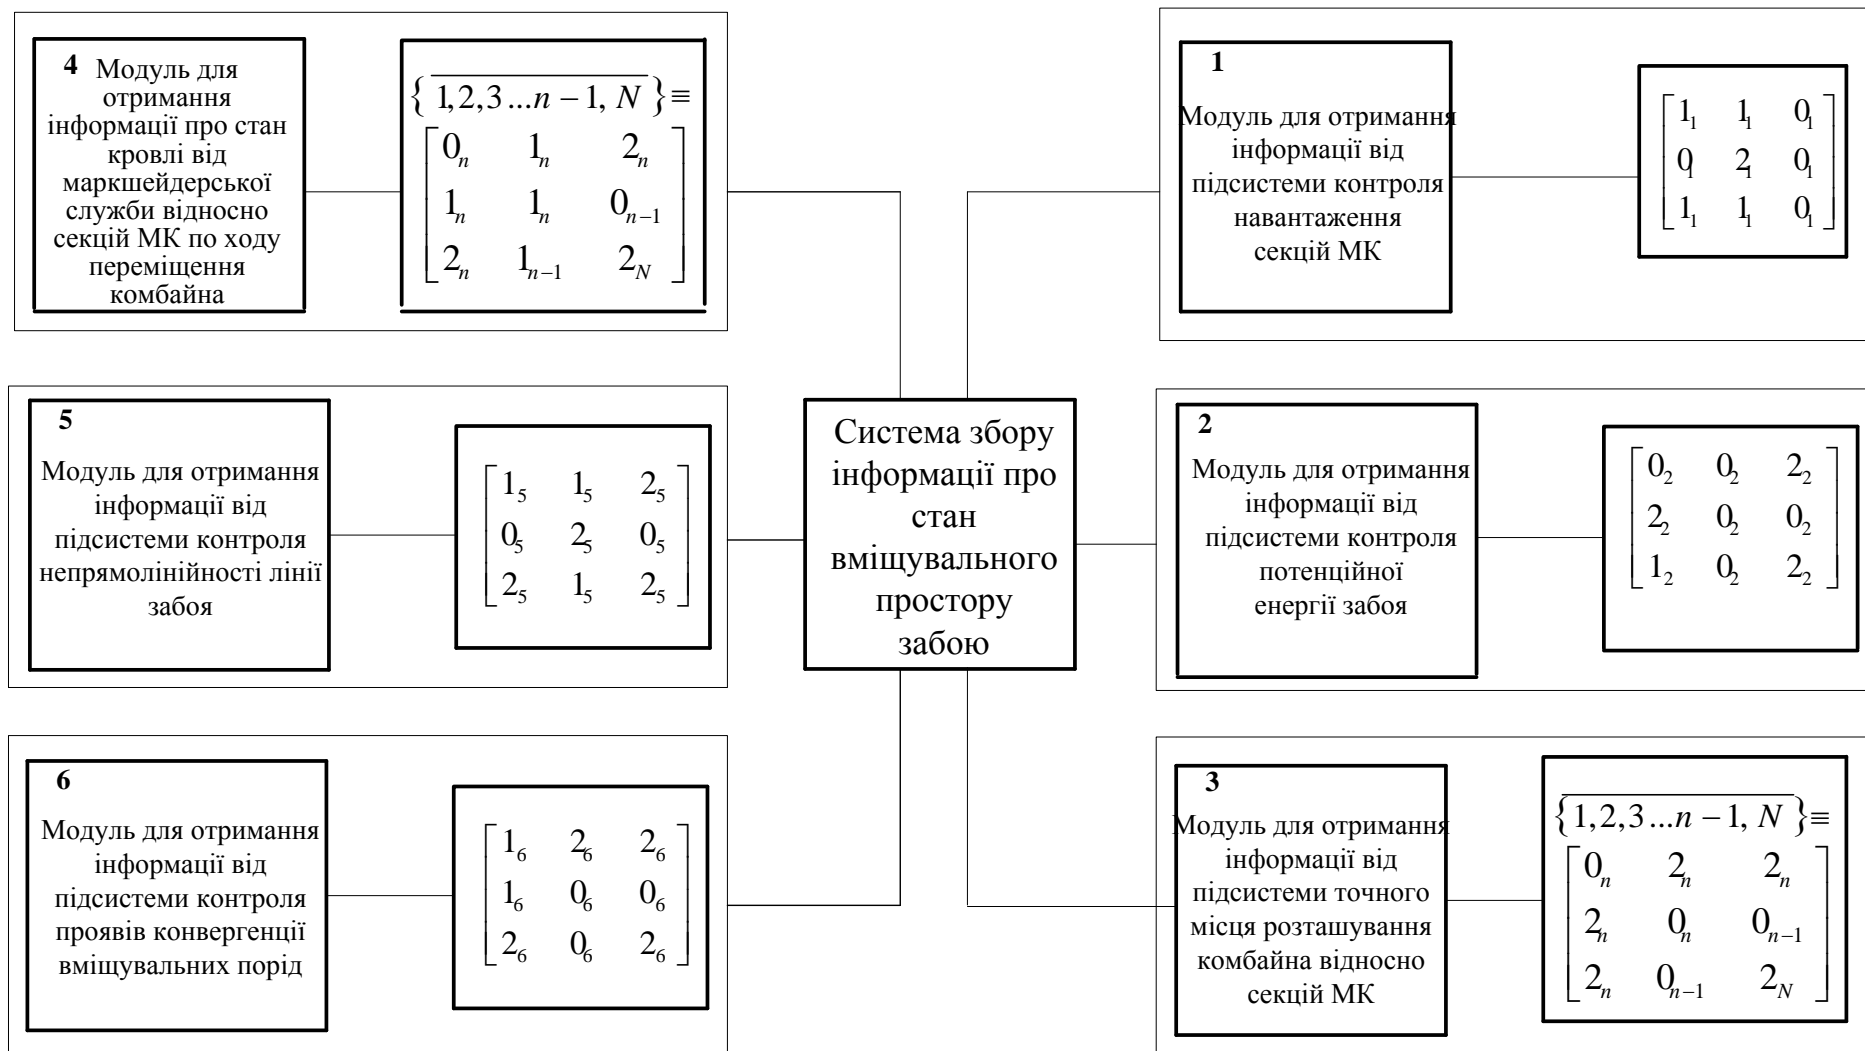 4 Модуль для
отримання
інформації про стан
кровлі від
маркшейдерської
служби відносно
секцій МК по ходу
переміщення
комбайна
{ 1,2,3...n − 1, N } ≡
0ₙ 1ₙ 2ₙ
1ₙ 1ₙ 0ₙ₋₁
2ₙ 1ₙ₋₁ 2_N
1
Модуль для отримання
інформації від
підсистеми контроля
навантаження
секцій МК
1₁ 1₁ 0₁
0₁ 2₁ 0₁
1₁ 1₁ 0₁
5
Модуль для отримання
інформації від
підсистеми контроля
непрямолінійності лінії
забоя
1₅ 1₅ 2₅
0₅ 2₅ 0₅
2₅ 1₅ 2₅
Система збору
інформації про
стан
вміщувального
простору
забою
2
Модуль для отримання
інформації від
підсистеми контроля
потенційної
енергії забоя
0₂ 0₂ 2₂
2₂ 0₂ 0₂
1₂ 0₂ 2₂
6
Модуль для отримання
інформації від
підсистеми контроля
проявів конвергенції
вміщувальних порід
1₆ 2₆ 2₆
1₆ 0₆ 0₆
2₆ 0₆ 2₆
3
Модуль для отримання
інформації від
підсистеми точного
місця розташування
комбайна відносно
секцій МК
{ 1,2,3...n − 1, N } ≡
0ₙ 2ₙ 2ₙ
2ₙ 0ₙ 0ₙ₋₁
2ₙ 0ₙ₋₁ 2_N